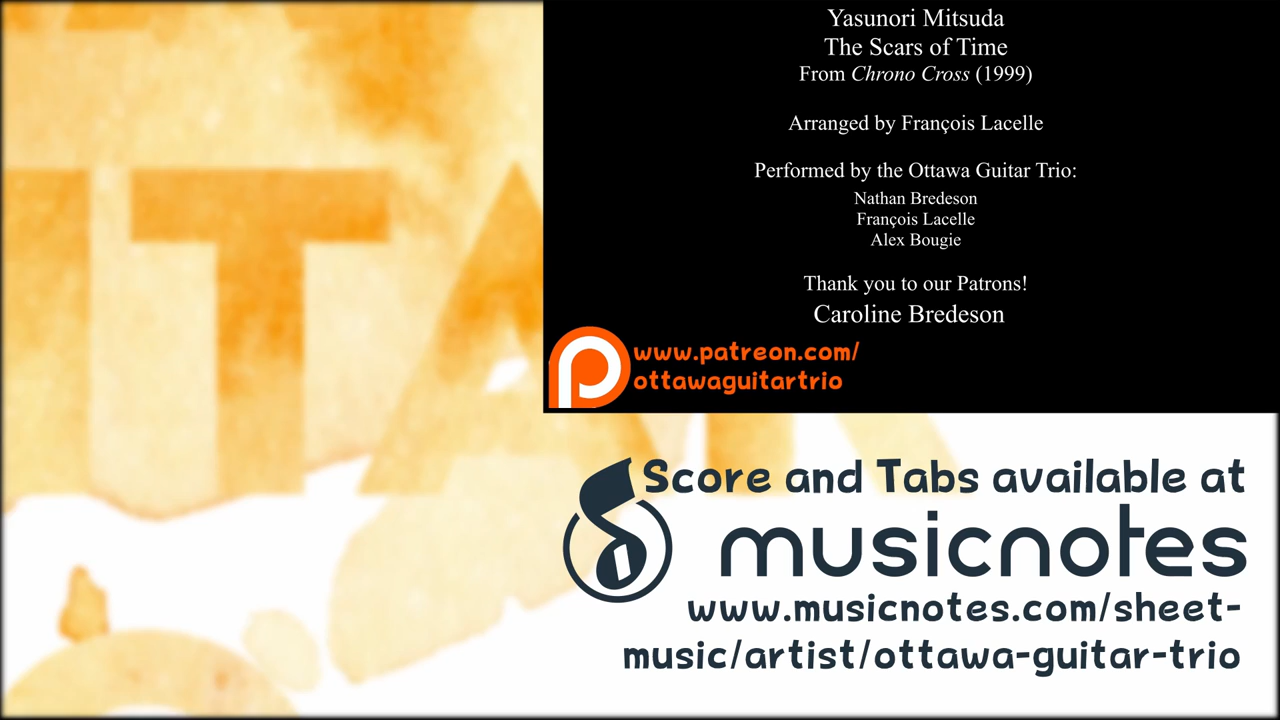 Yasunori Mitsuda
The Scars of Time
From Chrono Cross (1999)
Arranged by François Lacelle
Performed by the Ottawa Guitar Trio:
Nathan Bredeson
François Lacelle
Alex Bougie
Thank you to our Patrons!
Caroline Bredeson
www.patreon.com/
ottawaguitartrio
Score and Tabs available at
musicnotes
www.musicnotes.com/sheet-
music/artist/ottawa-guitar-trio